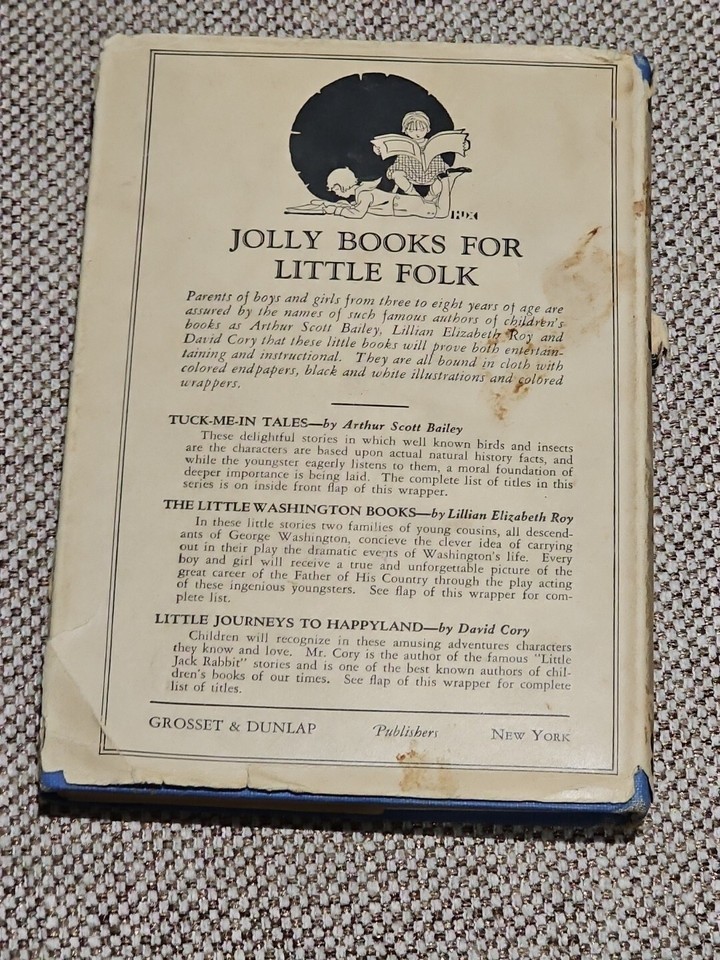 HJX
JOLLY BOOKS FOR
LITTLE FOLK
Parents of boys and girls from three to eight years of age are
assured by the names of such famous authors of children's
books as Arthur Scott Bailey, Lillian Elizabeth Roy and
David Cory that these little books will prove both entertain-
taining and instructional. They are all bound in cloth with
colored endpapers, black and white illustrations and colored
wrappers.
TUCK-ME-IN TALES—by Arthur Scott Bailey
These delightful stories in which well known birds and insects
are the characters are based upon actual natural history facts, and
while the youngster eagerly listens to them, a moral foundation of
deeper importance is being laid. The complete list of titles in this
series is on inside front flap of this wrapper.
THE LITTLE WASHINGTON BOOKS—by Lillian Elizabeth Roy
In these little stories two families of young cousins, all descend-
ants of George Washington, concieve the clever idea of carrying
out in their play the dramatic events of Washington's life. Every
boy and girl will receive a true and unforgettable picture of the
great career of the Father of His Country through the play acting
of these ingenious youngsters. See flap of this wrapper for com-
plete list.
LITTLE JOURNEYS TO HAPPYLAND—by David Cory
Children will recognize in these amusing adventures characters
they know and love. Mr. Cory is the author of the famous "Little
Jack Rabbit" stories and is one of the best known authors of chil-
dren's books of our times. See flap of this wrapper for complete
list of titles.
GROSSET & DUNLAP Publishers NEW YORK